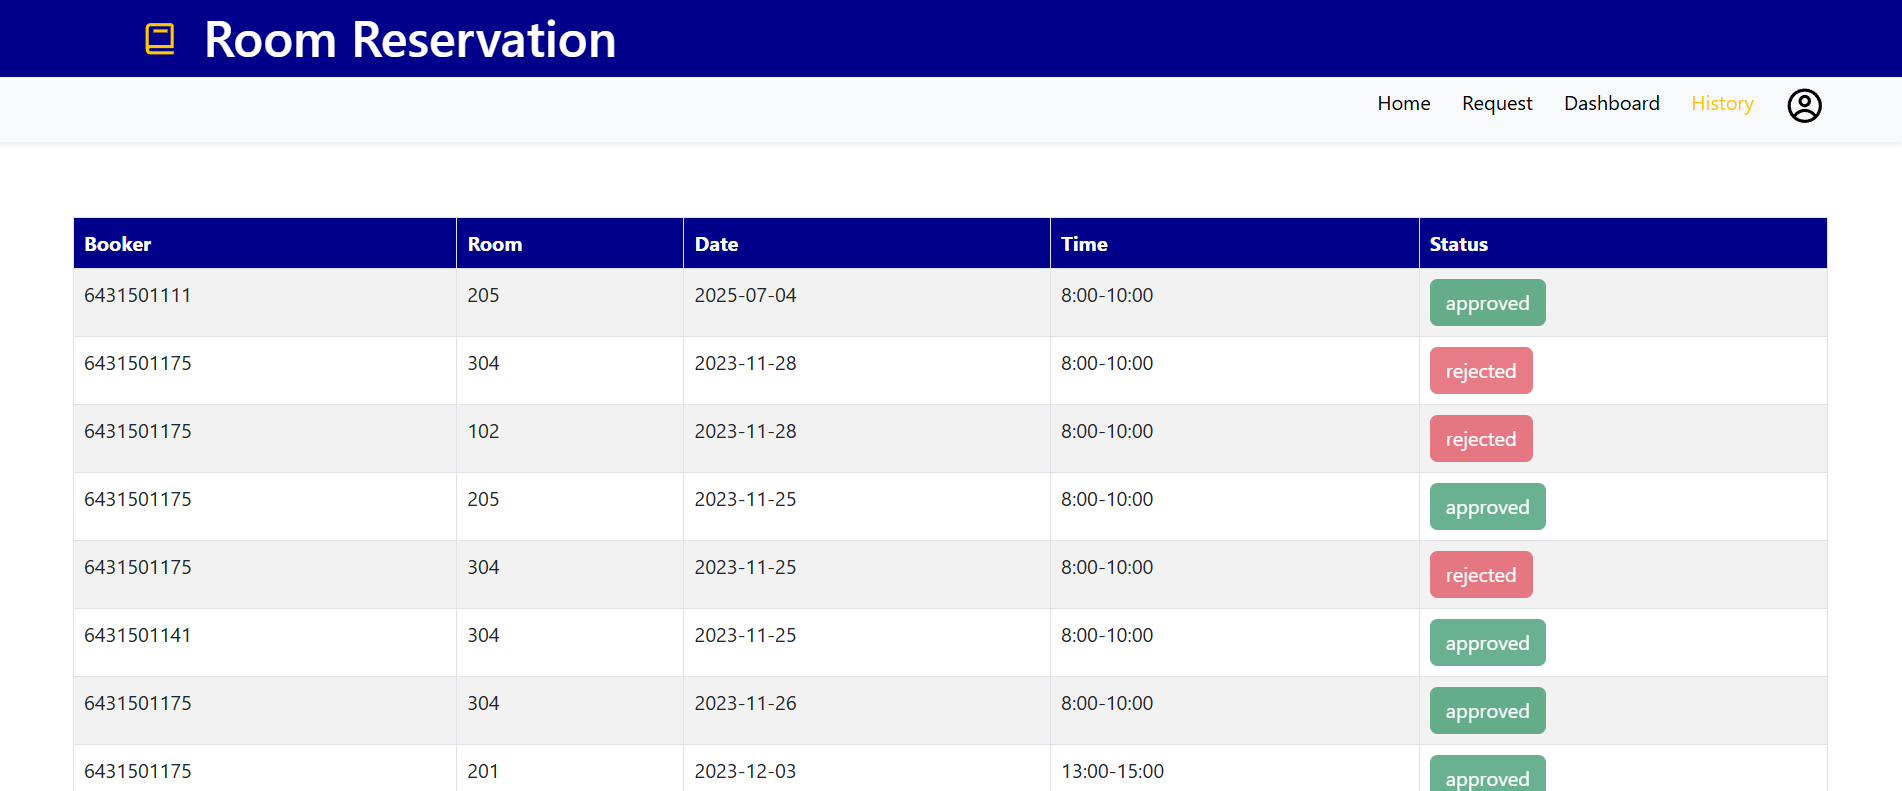 Room Reservation
Home Request Dashboard History
Booker Room Date Time Status
6431501111 205 2025-07-04 8:00-10:00 approved
6431501175 304 2023-11-28 8:00-10:00 rejected
6431501175 102 2023-11-28 8:00-10:00 rejected
6431501175 205 2023-11-25 8:00-10:00 approved
6431501175 304 2023-11-25 8:00-10:00 rejected
6431501141 304 2023-11-25 8:00-10:00 approved
6431501175 304 2023-11-26 8:00-10:00 approved
6431501175 201 2023-12-03 13:00-15:00 approved